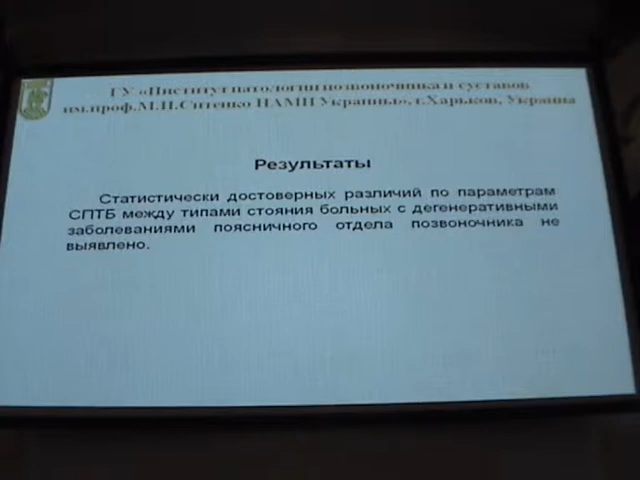 ГУ «Институт патологии позвоночника и суставов
им.проф.М.И.Ситенко НАМН Украины», г.Харьков, Украина
Результаты
Статистически достоверных различий по параметрам
СПТБ между типами стояния больных с дегенеративными
заболеваниями поясничного отдела позвоночника не
выявлено.